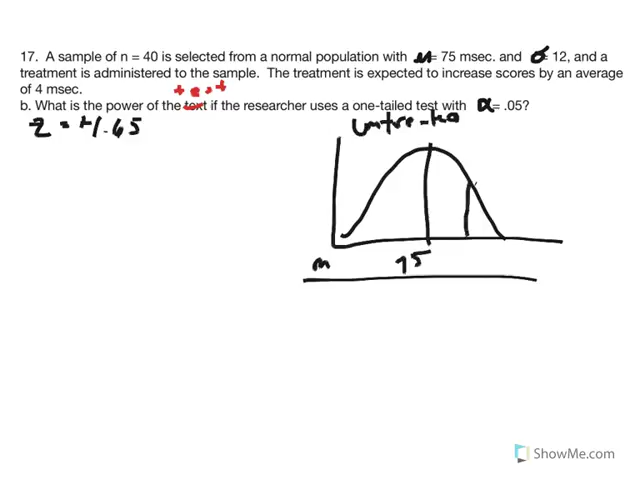 17. A sample of n = 40 is selected from a normal population with μ = 75 msec. and σ = 12, and a
treatment is administered to the sample. The treatment is expected to increase scores by an average
of 4 msec.
test
b. What is the power of the text if the researcher uses a one-tailed test with α = .05?
z = +1.65
untreated
M 75
ShowMe.com